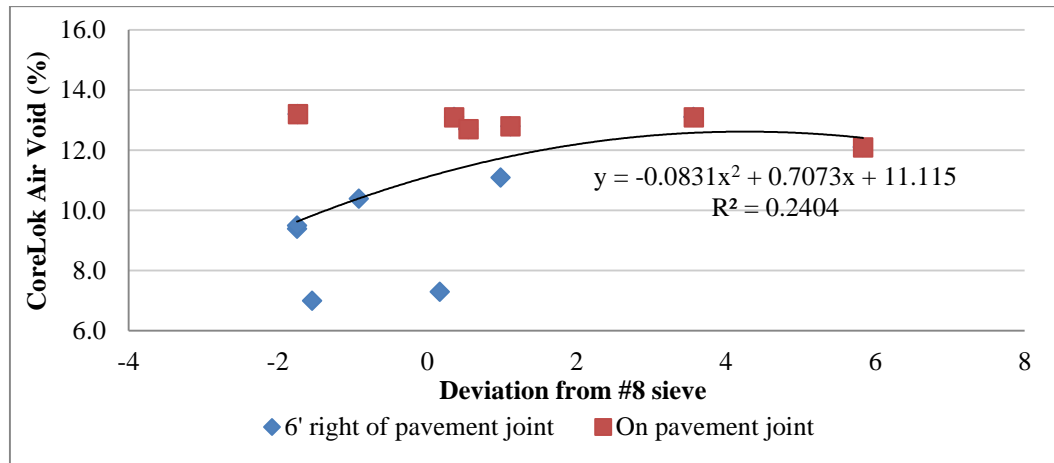 CoreLok Air Void (%)
16.0
14.0
12.0
10.0
8.0
6.0
y = -0.0831x² + 0.7073x + 11.115
R² = 0.2404
-4
-2
0
2
4
6
8
Deviation from #8 sieve
6' right of pavement joint
On pavement joint